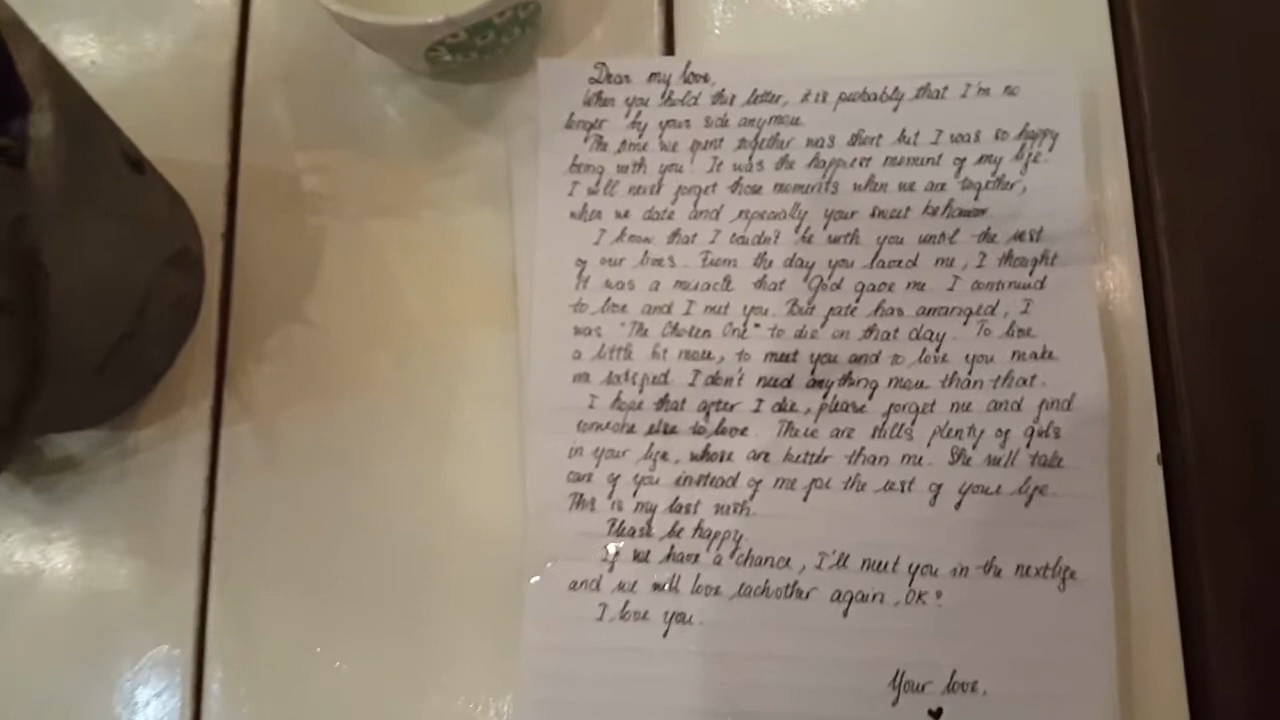 Dear my love,
When you hold this letter, it is probably that I'm no
longer by your side anymore.
The time we spent together was short but I was so happy
being with you! It was the happiest moment of my life.
I will never forget those moments when we are together,
when we date and especially your sweet behavior.
I know that I couldn't be with you until the rest
of our lives. From the day you saved me, I thought
it was a miracle that God gave me. I continued
to live and I met you. But fate has arranged, I
was "The Chosen One" to die on that day. To live
a little bit more, to meet you and to love you make
me satisfied. I don't need anything more than that.
I hope that after I die, please forget me and find
someone else to love. There are stills plenty of girls
in your life, whose are better than me. She will take
care of you instead of me for the rest of your life.
This is my last wish.
Please be happy.
If we have a chance, I'll meet you in the nextlife
and we will love eachother again, OK?
I love you.
Your love,